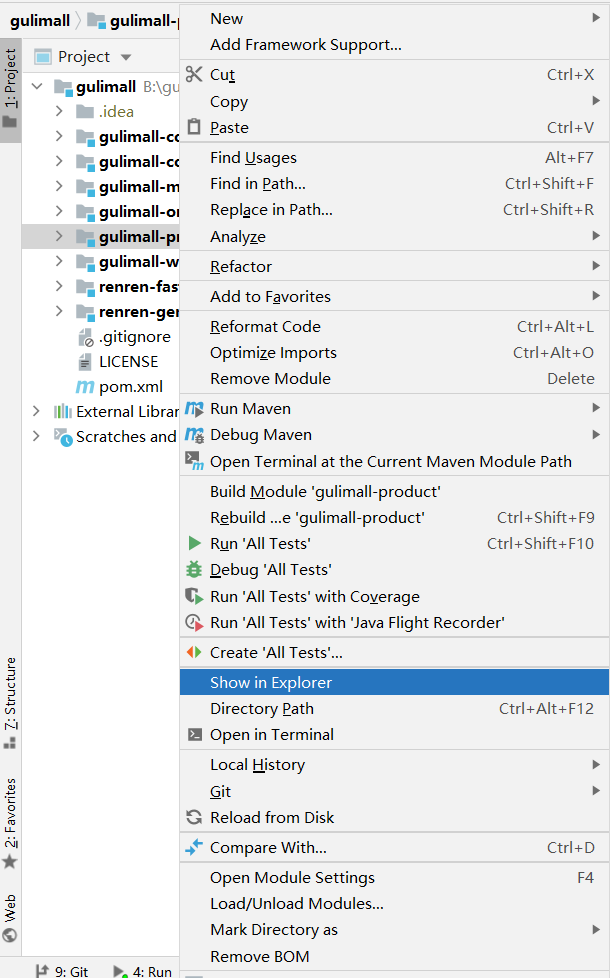 gulimall
gulimall-p
1: Project
Project
gulimall B:\gu
.idea
gulimall-co
gulimall-co
gulimall-m
gulimall-or
gulimall-pr
gulimall-w
renren-fas
renren-ger
.gitignore
LICENSE
pom.xml
External Librar
Scratches and
7: Structure
2: Favorites
Web
9: Git
4: Run
New
Add Framework Support...
Cut Ctrl+X
Copy
Paste Ctrl+V
Find Usages Alt+F7
Find in Path... Ctrl+Shift+F
Replace in Path... Ctrl+Shift+R
Analyze
Refactor
Add to Favorites
Reformat Code Ctrl+Alt+L
Optimize Imports Ctrl+Alt+O
Remove Module Delete
Run Maven
Debug Maven
Open Terminal at the Current Maven Module Path
Build Module 'gulimall-product'
Rebuild ...e 'gulimall-product' Ctrl+Shift+F9
Run 'All Tests' Ctrl+Shift+F10
Debug 'All Tests'
Run 'All Tests' with Coverage
Run 'All Tests' with 'Java Flight Recorder'
Create 'All Tests'...
Show in Explorer
Directory Path Ctrl+Alt+F12
Open in Terminal
Local History
Git
Reload from Disk
Compare With... Ctrl+D
Open Module Settings F4
Load/Unload Modules...
Mark Directory as
Remove BOM